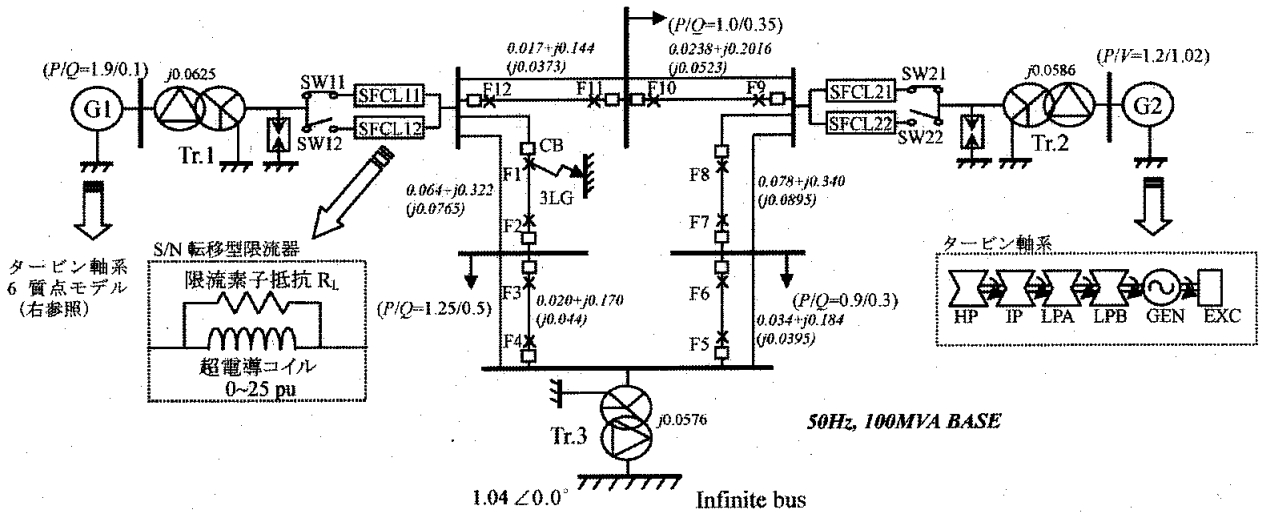 (P/Q=1.9/0.1)
G1
j0.0625
Tr.1
SW11
SW12
SFCL11
SFCL12
0.017+j0.144
(j0.0373)
(P/Q=1.0/0.35)
0.0238+j0.2016
(j0.0523)
F12
F11
F10
F9
SFCL21
SFCL22
SW21
SW22
j0.0586
Tr.2
(P/V=1.2/1.02)
G2
CB
F1
3LG
F2
0.064+j0.322
(j0.0765)
F8
F7
0.078+j0.340
(j0.0895)
タービン軸系
6 質点モデル
(右参照)
S/N 転移型限流器
限流素子抵抗 RL
超電導コイル
0~25 pu
(P/Q=1.25/0.5)
F3
F4
0.020+j0.170
(j0.044)
F6
F5
(P/Q=0.9/0.3)
0.034+j0.184
(j0.0395)
タービン軸系
HP
IP
LPA
LPB
GEN
EXC
Tr.3
j0.0576
50Hz, 100MVA BASE
1.04∠0.0°
Infinite bus